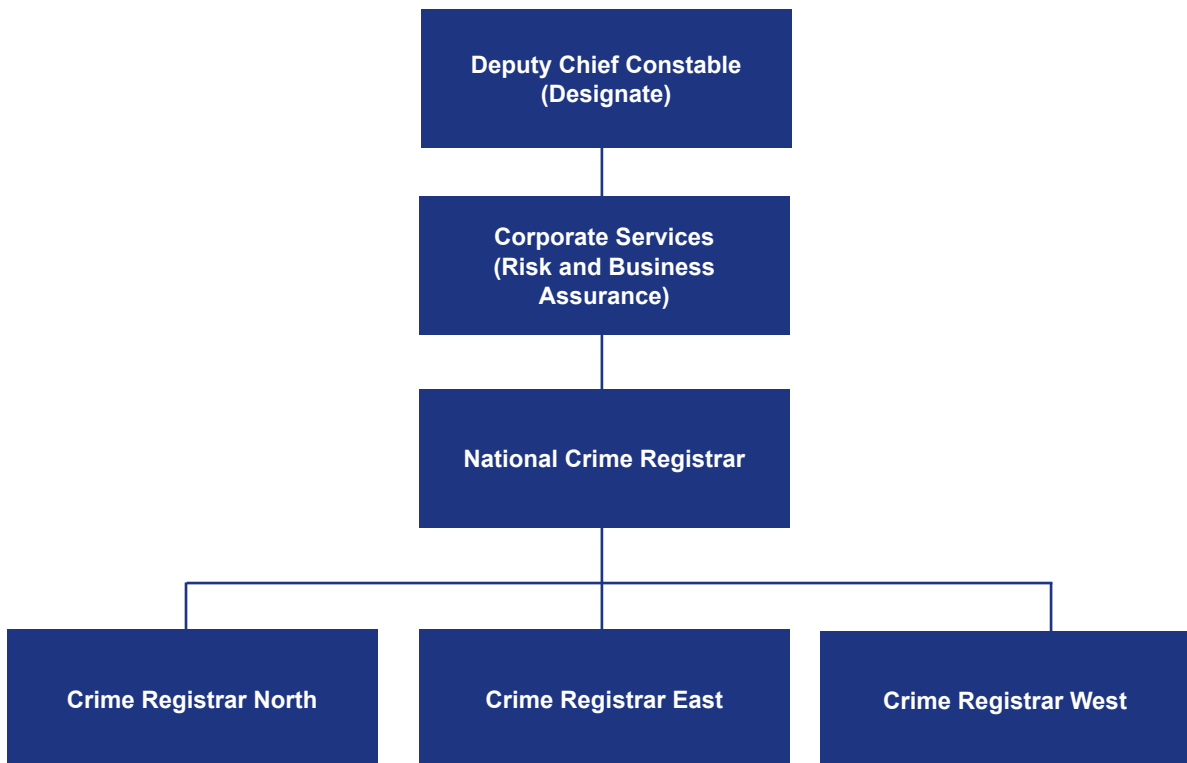 Deputy Chief Constable
(Designate)
Corporate Services
(Risk and Business
Assurance)
National Crime Registrar
Crime Registrar North
Crime Registrar East
Crime Registrar West